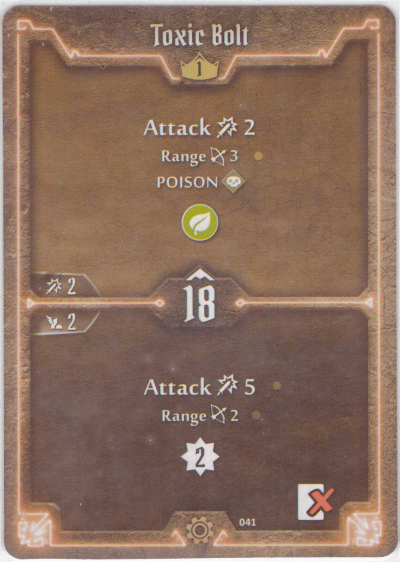 Toxic Bolt
1
Attack 2
Range 3
POISON
2
18
2
Attack 5
Range 2
2
041